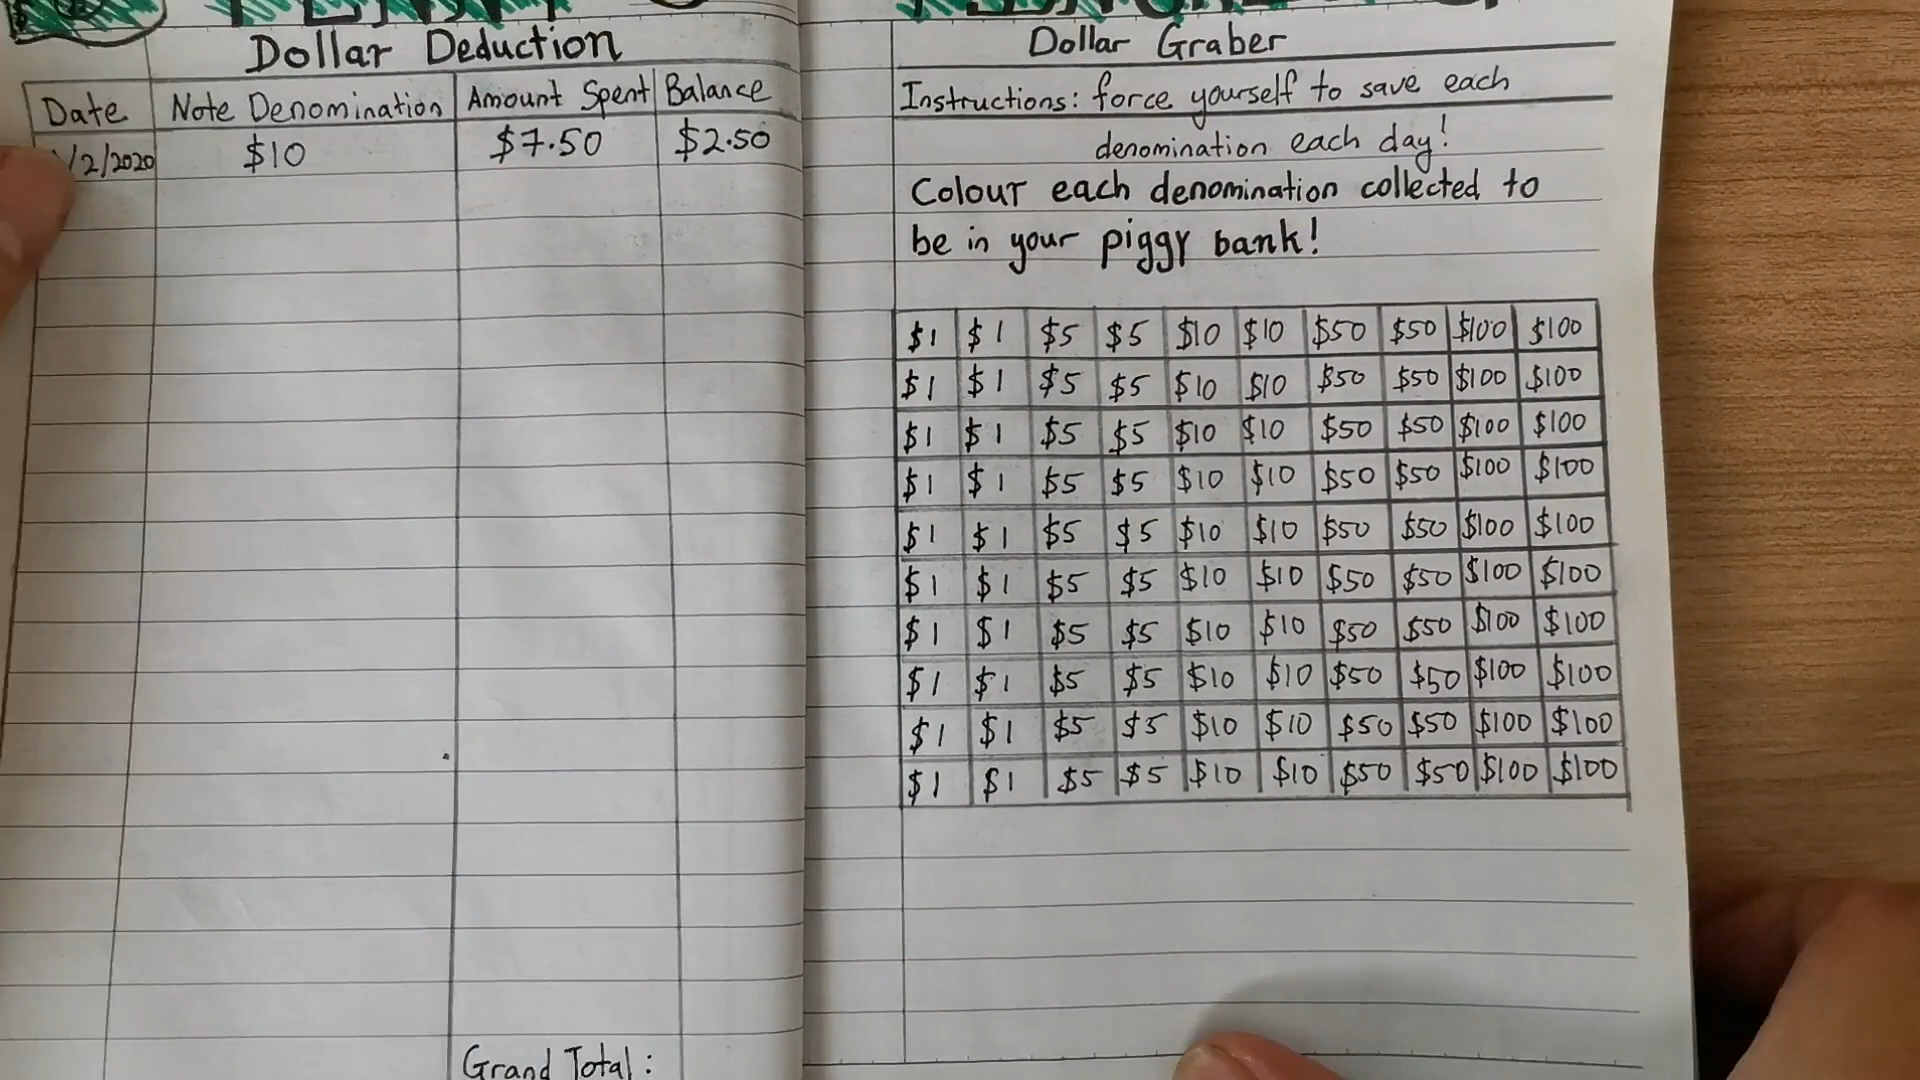 Dollar Deduction
Date Note Denomination Amount Spent Balance
/2/2020 $10 $7.50 $2.50
Grand Total:
Dollar Graber
Instructions: force yourself to save each
denomination each day!
Colour each denomination collected to
be in your piggy bank!
$1 $1 $5 $5 $10 $10 $50 $50 $100 $100
$1 $1 $5 $5 $10 $10 $50 $50 $100 $100
$1 $1 $5 $5 $10 $10 $50 $50 $100 $100
$1 $1 $5 $5 $10 $10 $50 $50 $100 $100
$1 $1 $5 $5 $10 $10 $50 $50 $100 $100
$1 $1 $5 $5 $10 $10 $50 $50 $100 $100
$1 $1 $5 $5 $10 $10 $50 $50 $100 $100
$1 $1 $5 $5 $10 $10 $50 $50 $100 $100
$1 $1 $5 $5 $10 $10 $50 $50 $100 $100
$1 $1 $5 $5 $10 $10 $50 $50 $100 $100